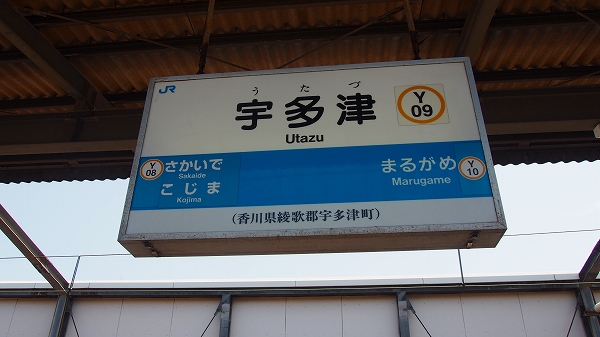 JR
うたづ
宇多津
Utazu
Y
09
Y
08
さかいで
Sakaide
こじま
Kojima
まるがめ
Marugame
Y
10
(香川県綾歌郡宇多津町)